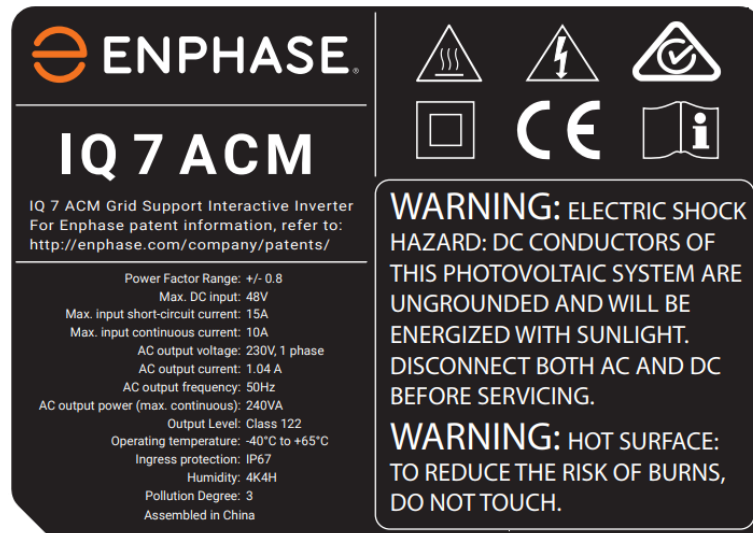 ENPHASE®
IQ 7 ACM
IQ 7 ACM Grid Support Interactive Inverter
For Enphase patent information, refer to:
http://enphase.com/company/patents/
Power Factor Range: +/- 0.8
Max. DC input: 48V
Max. input short-circuit current: 15A
Max. input continuous current: 10A
AC output voltage: 230V, 1 phase
AC output current: 1.04 A
AC output frequency: 50Hz
AC output power (max. continuous): 240VA
Output Level: Class 122
Operating temperature: -40°C to +65°C
Ingress protection: IP67
Humidity: 4K4H
Pollution Degree: 3
Assembled in China
CE
i
WARNING: ELECTRIC SHOCK
HAZARD: DC CONDUCTORS OF
THIS PHOTOVOLTAIC SYSTEM ARE
UNGROUNDED AND WILL BE
ENERGIZED WITH SUNLIGHT.
DISCONNECT BOTH AC AND DC
BEFORE SERVICING.
WARNING: HOT SURFACE:
TO REDUCE THE RISK OF BURNS,
DO NOT TOUCH.